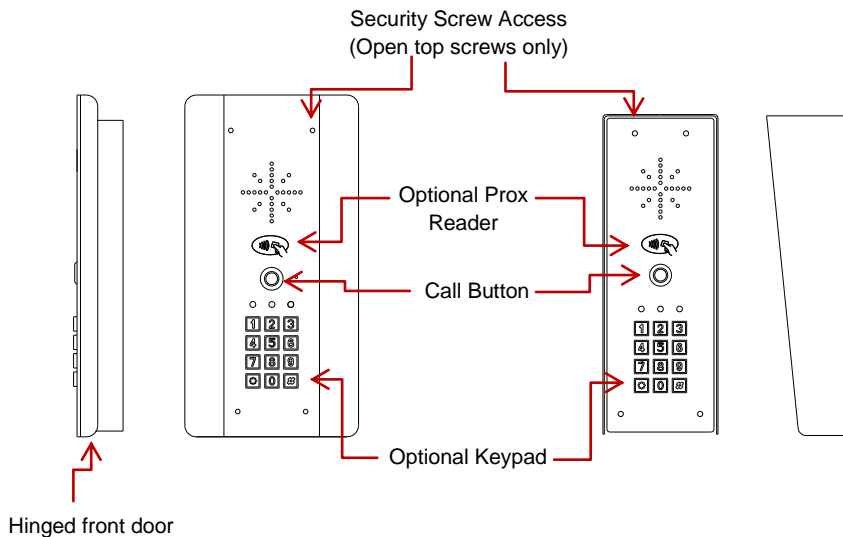 Security Screw Access
(Open top screws only)
Optional Prox
Reader
Call Button
1 2 3
4 5 6
7 8 9
0 #
1 2 3
4 5 6
7 8 9
0 #
Optional Keypad
Hinged front door